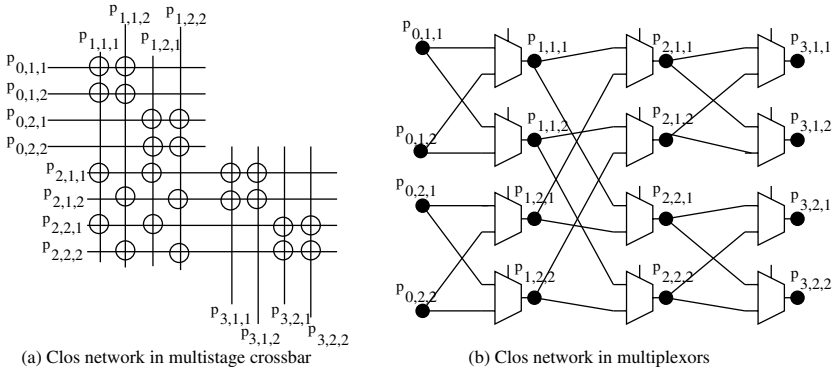 p1,1,2
p1,2,2
p1,1,1
p1,2,1
p0,1,1
p0,1,2
p0,2,1
p0,2,2
p2,1,1
p2,1,2
p2,2,1
p2,2,2
p3,1,1
p3,2,1
p3,1,2
p3,2,2
(a) Clos network in multistage crossbar
p0,1,1
p1,1,1
p2,1,1
p3,1,1
p0,1,2
p1,1,2
p2,1,2
p3,1,2
p0,2,1
p1,2,1
p2,2,1
p3,2,1
p0,2,2
p1,2,2
p2,2,2
p3,2,2
(b) Clos network in multiplexors